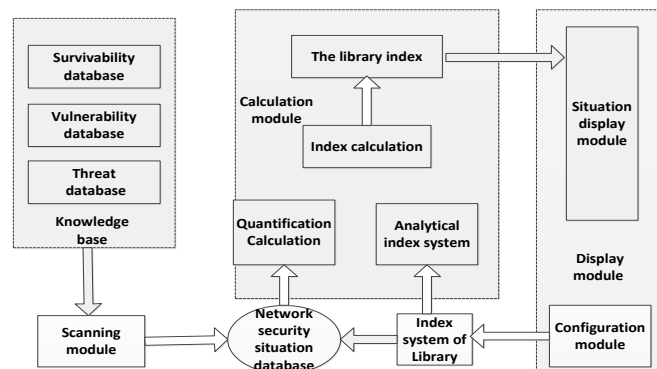 Survivability
database
Vulnerability
database
Threat
database
Knowledge
base
Scanning
module
The library index
Calculation
module
Index calculation
Quantification
Calculation
Analytical
index system
Network
security
situation
database
Index
system of
Library
Situation
display
module
Display
module
Configuration
module